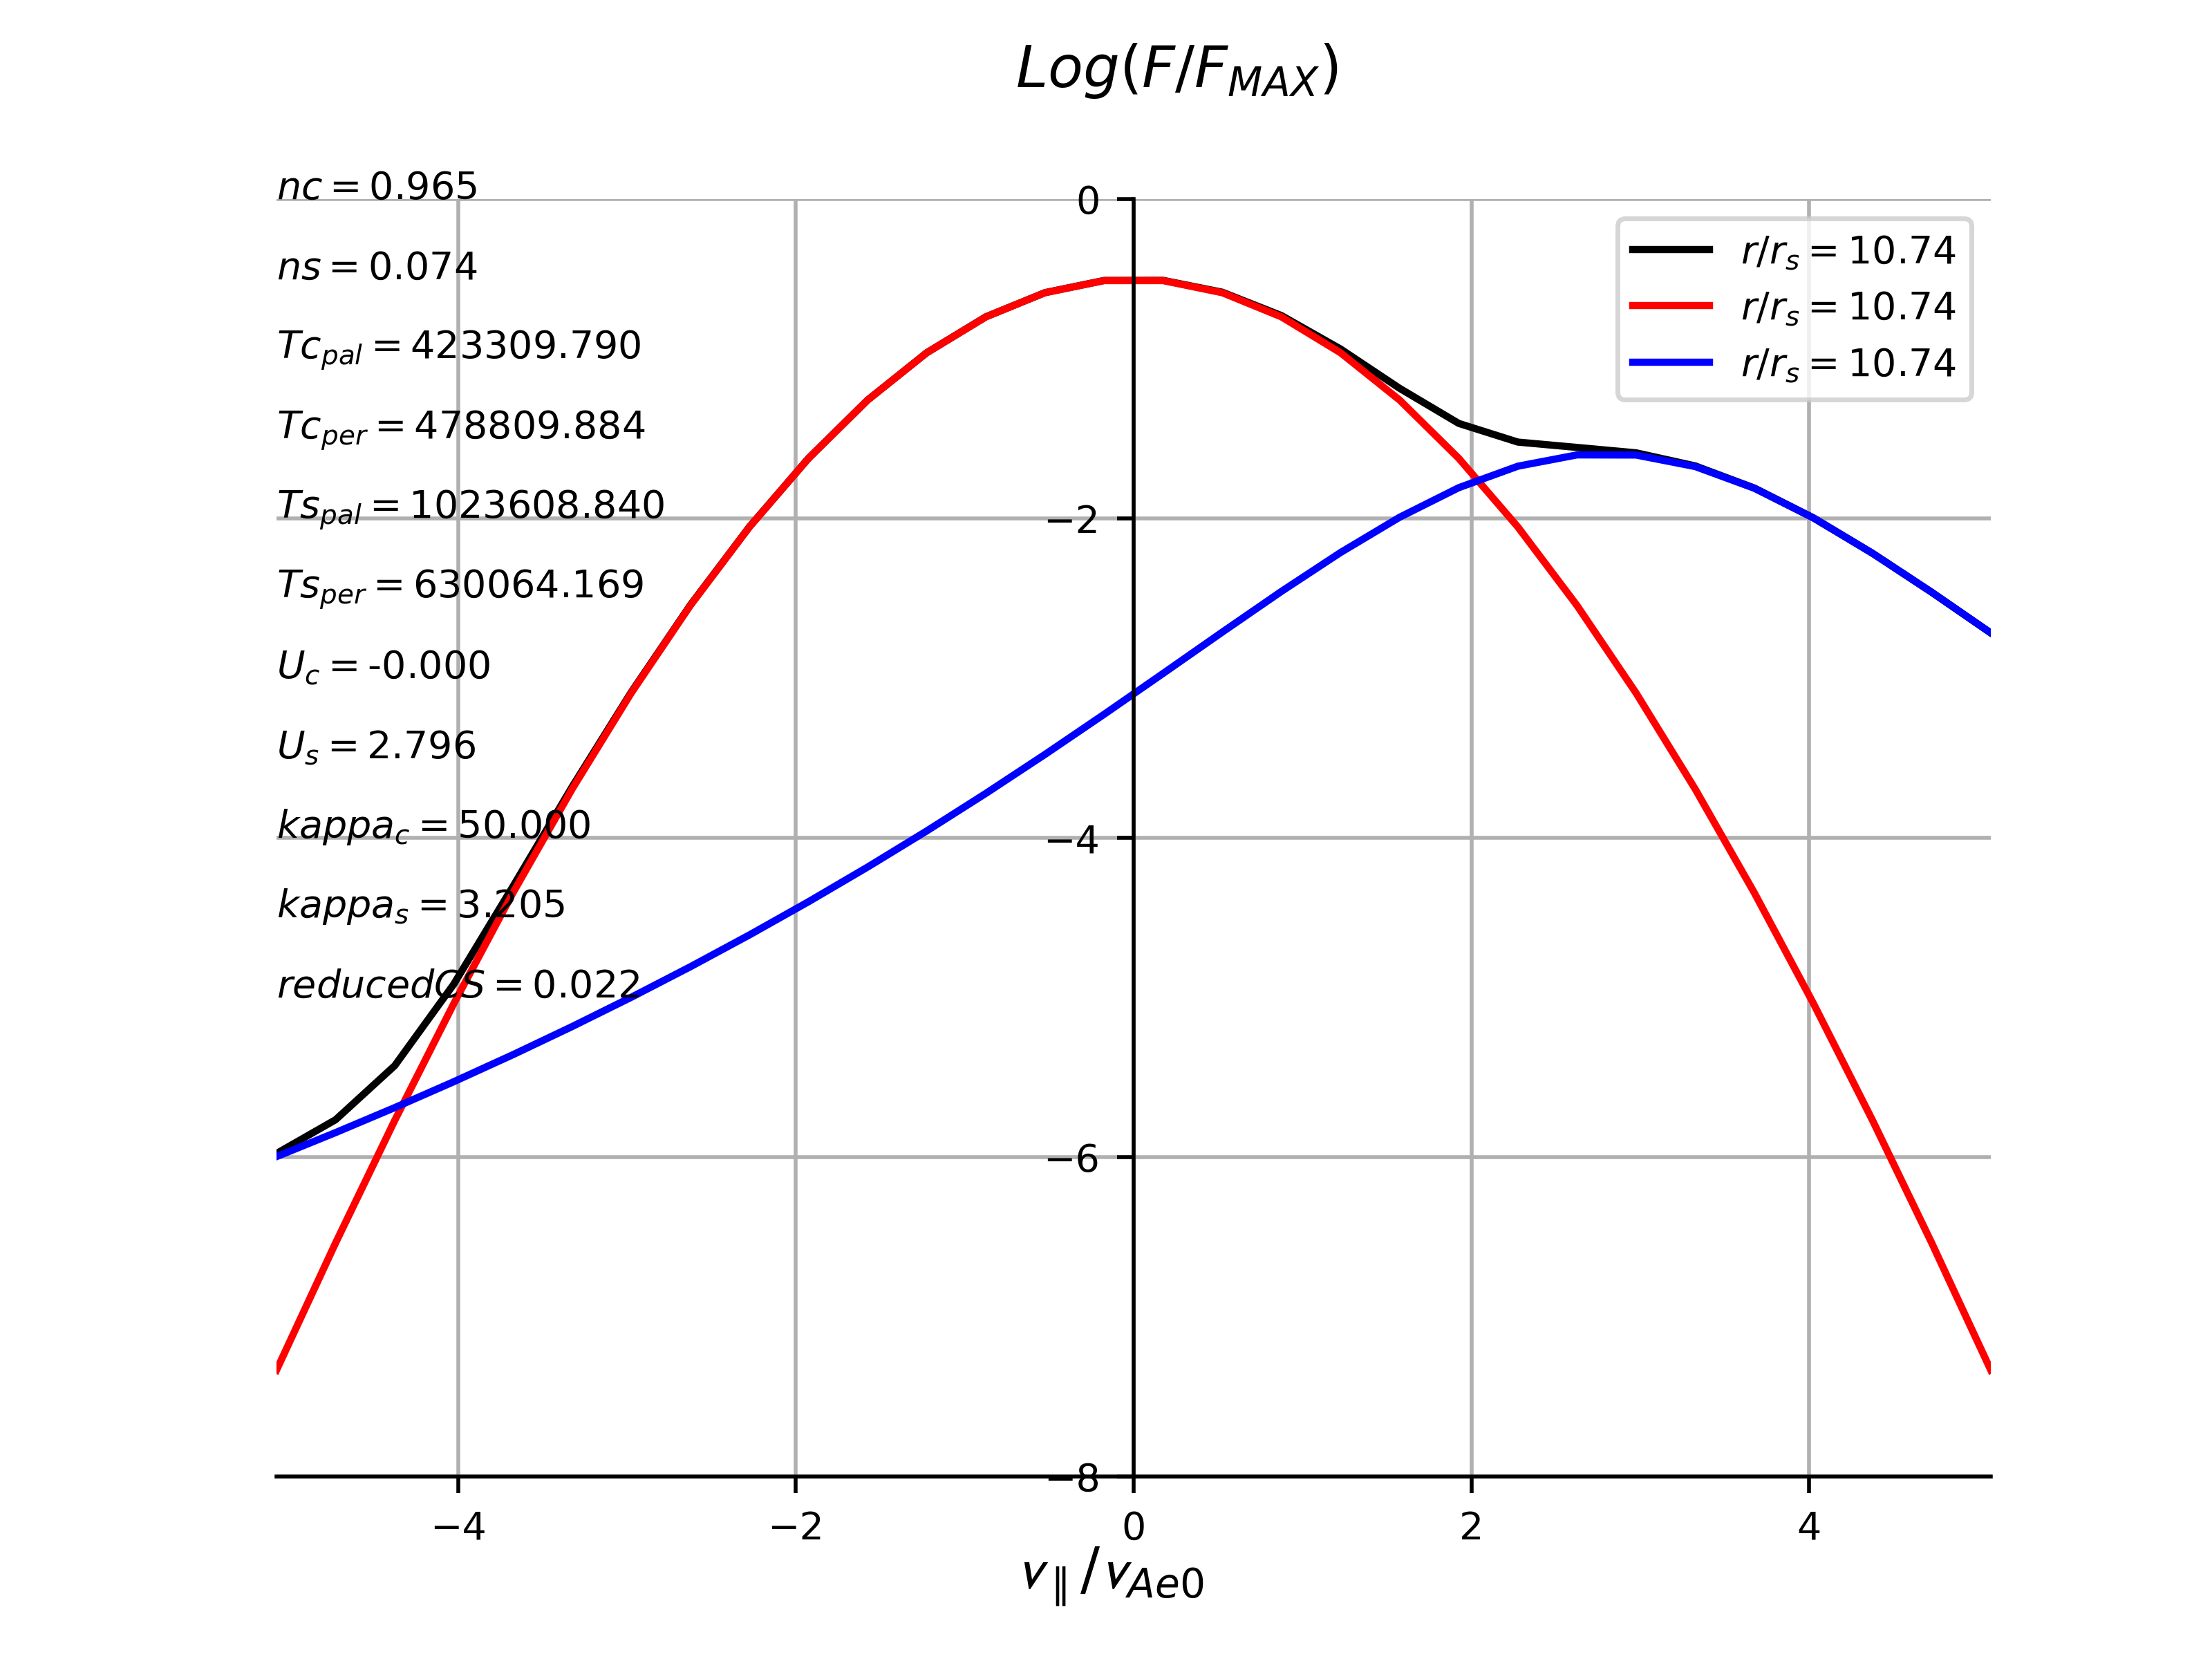 Log(F/F_MAX)
nc = 0.965
ns = 0.074
Tc_pal = 423309.790
Tc_per = 478809.884
Ts_pal = 1023608.840
Ts_per = 630064.169
U_c = -0.000
U_s = 2.796
kappa_c = 50.000
kappa_s = 3.205
reducedCS = 0.022
r/r_s = 10.74
r/r_s = 10.74
r/r_s = 10.74
0
−2
−4
−6
−8
−4 −2 0 2 4
v_∥/v_Ae0